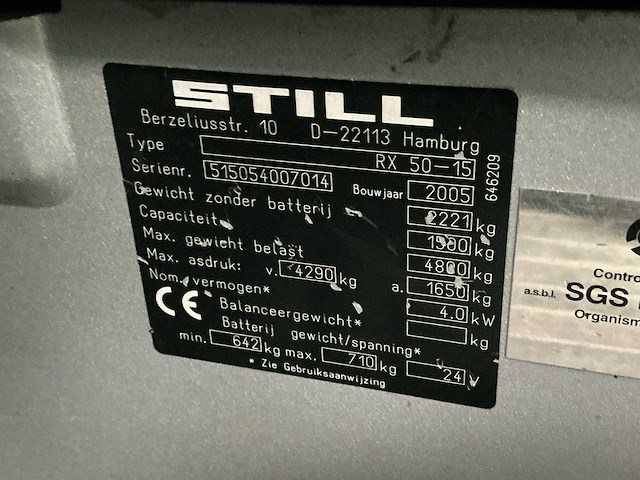 STILL
Berzeliusstr. 10 D-22113 Hamburg
Type RX 50-15
Serienr. 515054007014 Bouwjaar 2005
Gewicht zonder batterij 2221 kg
Capaciteit kg
Max. gewicht belast 4800 kg
Max. asdruk: v. 4290 kg a. 1650 kg
Nom. vermogen* 4.0 kW
CE Balanceergewicht* kg
Batterij gewicht/spanning*
min. 642 kg max. 710 kg 24 V
* Zie Gebruiksaanwijzing
646209
Contro
a.s.b.l. SGS
Organism